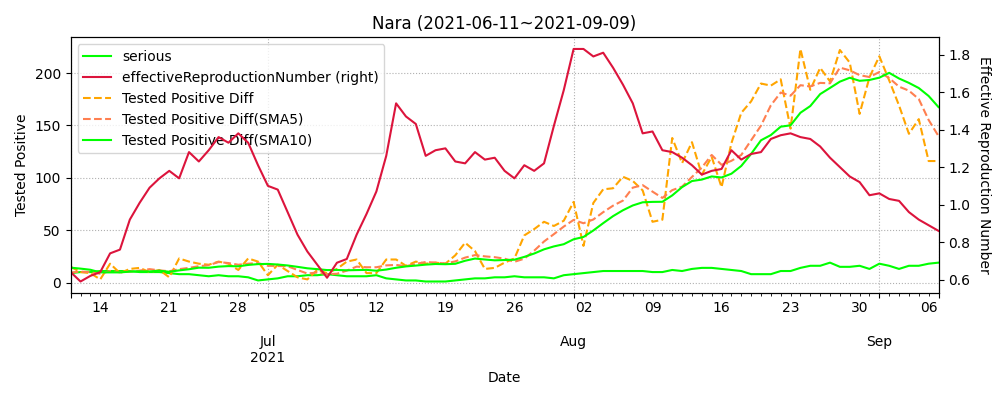 Nara (2021-06-11~2021-09-09)
serious
effectiveReproductionNumber (right)
Tested Positive Diff
Tested Positive Diff(SMA5)
Tested Positive Diff(SMA10)
Tested Positive
200
150
100
50
0
1.8
1.6
1.4
1.2
1.0
0.8
0.6
Effective Reproduction Number
14 21 28 05 12 19 26 02 09 16 23 30 06
Jul Aug Sep
2021
Date